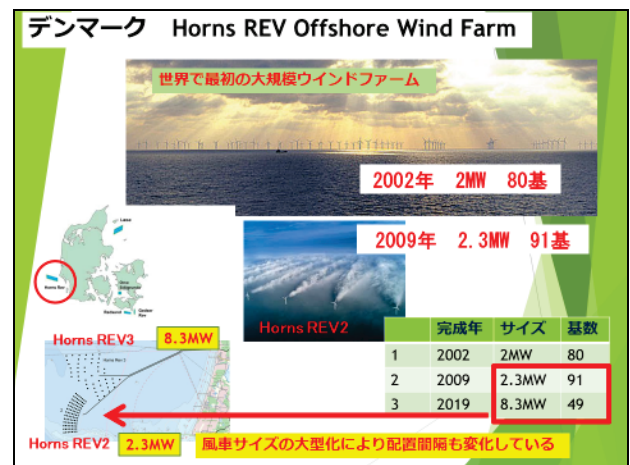 デンマーク Horns REV Offshore Wind Farm
世界で最初の大規模ウインドファーム
2002年 2MW 80基
2009年 2.3MW 91基
Horns Rev
Horns REV2
完成年 サイズ 基数
1 2002 2MW 80
2 2009 2.3MW 91
3 2019 8.3MW 49
Horns REV3 8.3MW
Horns Rev 3
Horns REV2 2.3MW
風車サイズの大型化により配置間隔も変化している